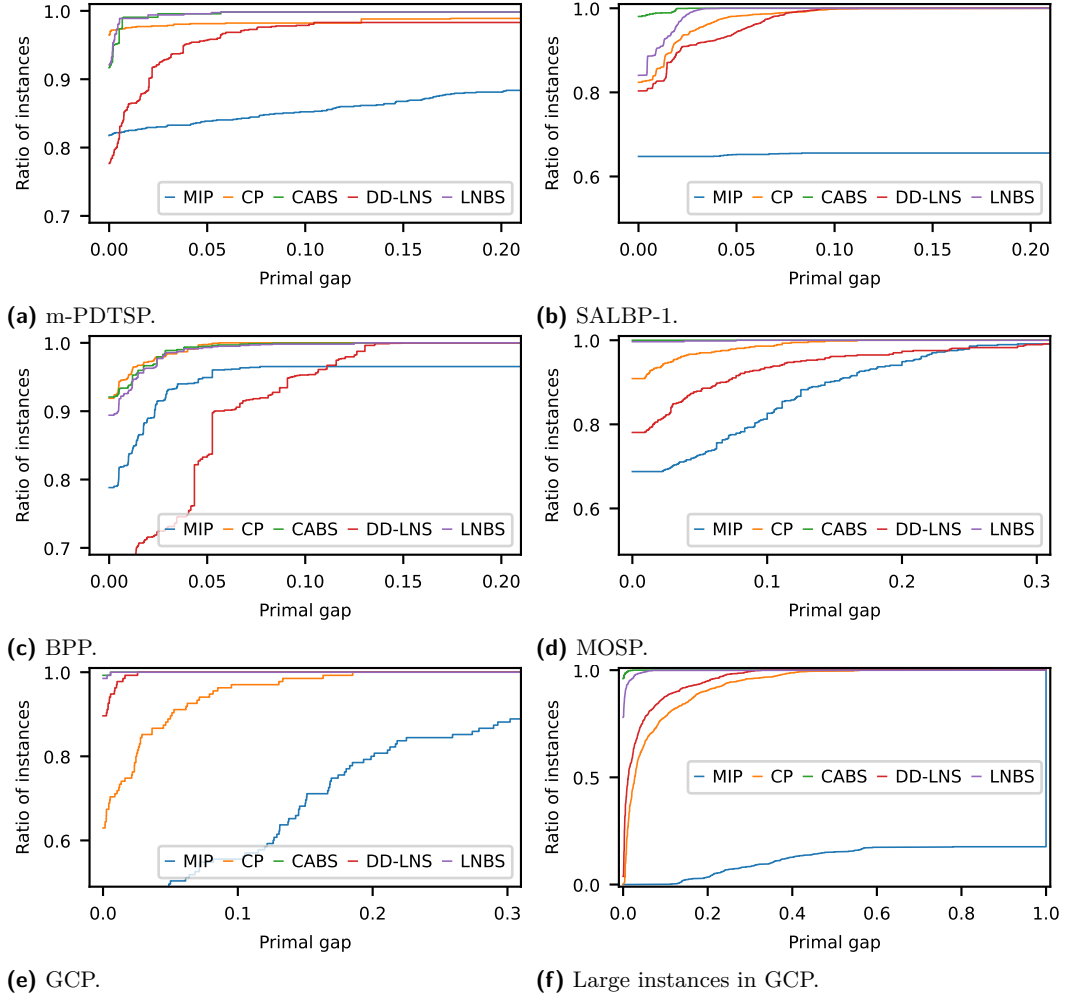 1.0
0.9
0.8
0.7
Ratio of instances
MIP CP CABS DD-LNS LNBS
0.00 0.05 0.10 0.15 0.20
Primal gap
(a) m-PDTSP.
1.0
0.8
0.6
Ratio of instances
MIP CP CABS DD-LNS LNBS
0.00 0.05 0.10 0.15 0.20
Primal gap
(b) SALBP-1.
1.0
0.9
0.8
0.7
Ratio of instances
MIP CP CABS DD-LNS LNBS
0.00 0.05 0.10 0.15 0.20
Primal gap
(c) BPP.
1.0
0.8
0.6
Ratio of instances
MIP CP CABS DD-LNS LNBS
0.0 0.1 0.2 0.3
Primal gap
(d) MOSP.
1.0
0.8
0.6
Ratio of instances
MIP CP CABS DD-LNS LNBS
0.0 0.1 0.2 0.3
Primal gap
(e) GCP.
1.0
0.5
0.0
Ratio of instances
MIP CP CABS DD-LNS LNBS
0.0 0.2 0.4 0.6 0.8 1.0
Primal gap
(f) Large instances in GCP.